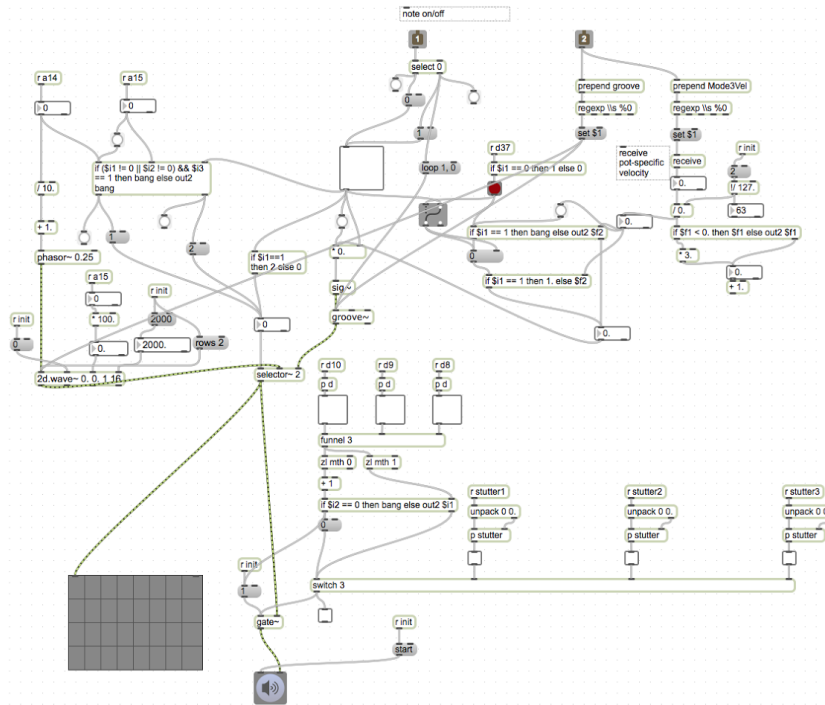 note on/off
1
2
select 0
r a14
r a15
0
0
0
1
prepend groove
prepend Mode3Vel
regexp \\s %0
regexp \\s %0
set $1
set $1
r d37
if $i1 == 0 then 1 else 0
loop 1, 0
receive
pot-specific
velocity
receive
r init
2
0.
!/ 127.
63
if ($i1 != 0 || $i2 != 0) && $i3
== 1 then bang else out2
bang
/ 10.
+ 1.
phasor~ 0.25
1
2
/ 0.
0.
if $i1 == 1 then bang else out2 $f2
if $f1 < 0. then $f1 else out2 $f1
0
* 3.
0.
+ 1.
if $i1 == 1 then 1. else $f2
if $i1==1
then 2 else 0
* 0.
sig~
groove~
0
0.
r a15
0
* 100.
0.
r init
2000
2000.
rows 2
r init
0
2d.wave~ 0. 0. 1 16
selector~ 2
r d10
r d9
r d8
p d
p d
p d
funnel 3
zl mth 0
zl mth 1
+ 1
if $i2 == 0 then bang else out2 $i1
0
r stutter1
r stutter2
r stutter3
unpack 0 0.
unpack 0 0.
unpack 0 0
p stutter
p stutter
p stutter
switch 3
r init
1
gate~
r init
start